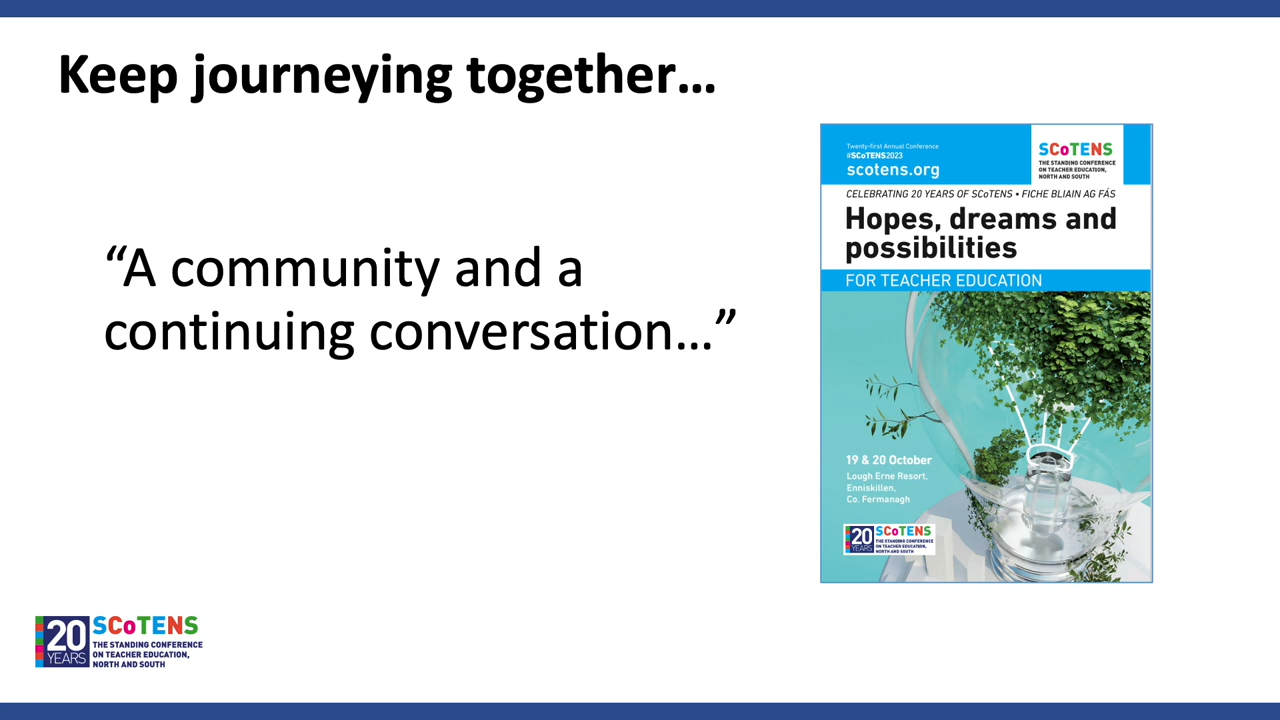 Keep journeying together…
“A community and a
continuing conversation…”
Twenty-first Annual Conference
#SCoTENS2023
scotens.org
SCoTENS
THE STANDING CONFERENCE
ON TEACHER EDUCATION,
NORTH AND SOUTH
CELEBRATING 20 YEARS OF SCoTENS • FICHE BLIAIN AG FÁS
Hopes, dreams and
possibilities
FOR TEACHER EDUCATION
19 & 20 October
Lough Erne Resort,
Enniskillen,
Co. Fermanagh
20
YEARS
SCoTENS
THE STANDING CONFERENCE
ON TEACHER EDUCATION,
NORTH AND SOUTH
20
YEARS
SCoTENS
THE STANDING CONFERENCE
ON TEACHER EDUCATION,
NORTH AND SOUTH